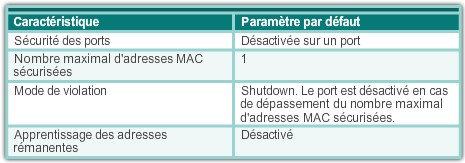 Caractéristique Paramètre par défaut
Sécurité des ports Désactivée sur un port
Nombre maximal d'adresses MAC 1
sécurisées
Mode de violation Shutdown. Le port est désactivé en cas
de dépassement du nombre maximal
d'adresses MAC sécurisées.
Apprentissage des adresses Désactivé
rémanentes